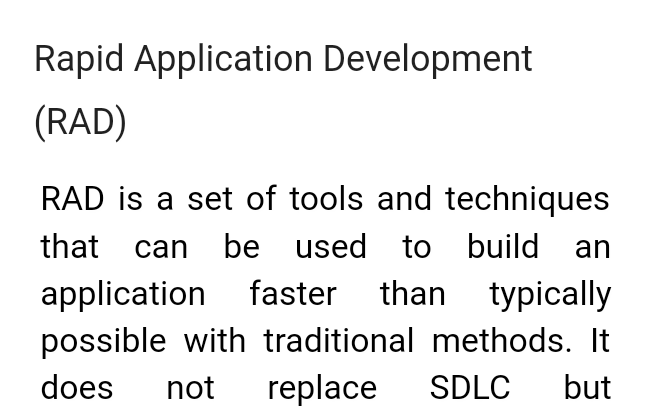 Rapid Application Development
(RAD)
RAD is a set of tools and techniques
that can be used to build an
application faster than typically
possible with traditional methods. It
does not replace SDLC but